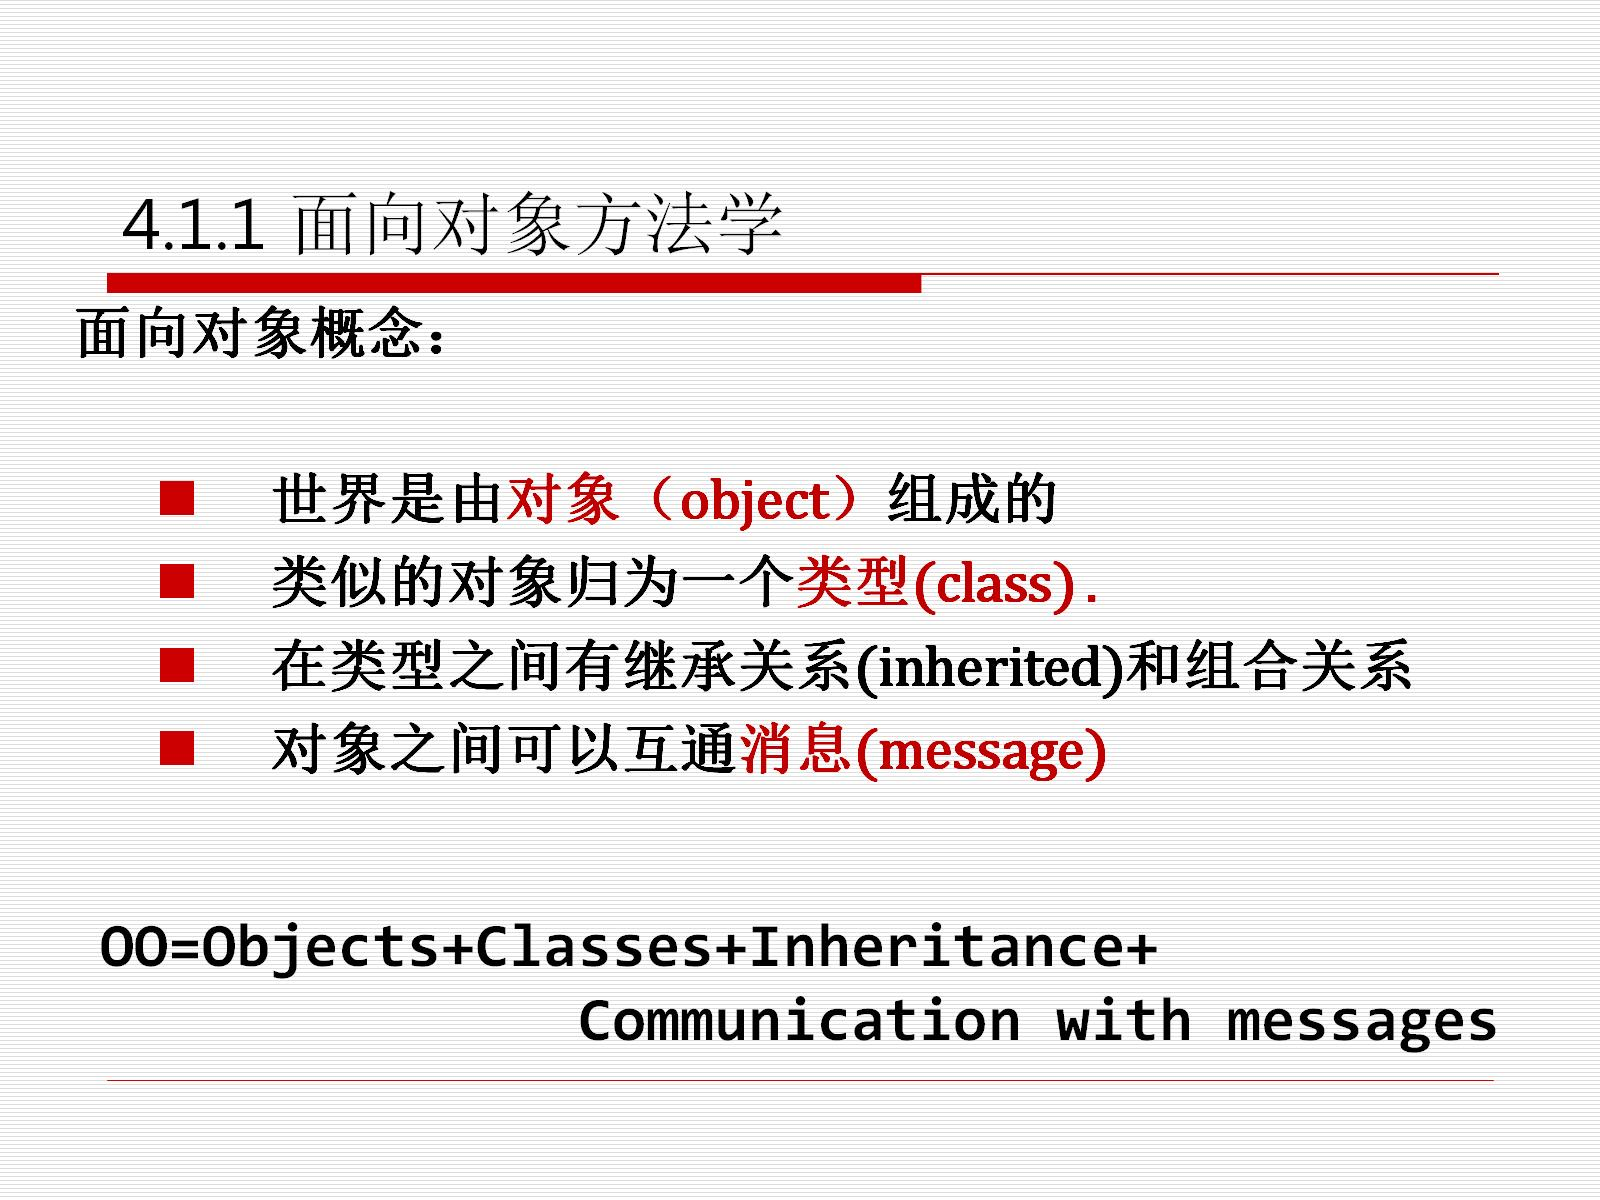 4.1.1 面向对象方法学
面向对象概念：
世界是由对象（object）组成的
类似的对象归为一个类型(class).
在类型之间有继承关系(inherited)和组合关系
对象之间可以互通消息(message)
OO=Objects+Classes+Inheritance+
Communication with messages